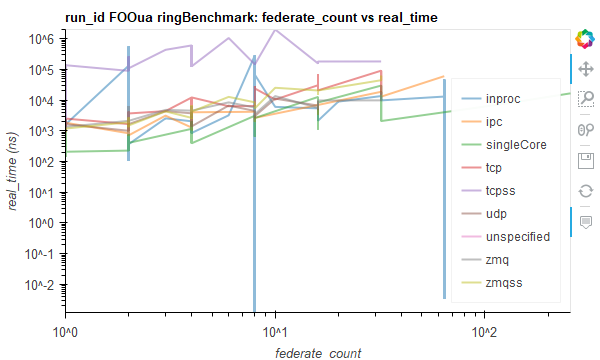 run_id FOOua ringBenchmark: federate_count vs real_time
real_time (ns)
10^6
10^5
10^4
10^3
10^2
10^1
10^0
10^-1
10^-2
inproc
ipc
singleCore
tcp
tcpss
udp
unspecified
zmq
zmqss
10^0
10^1
10^2
federate_count